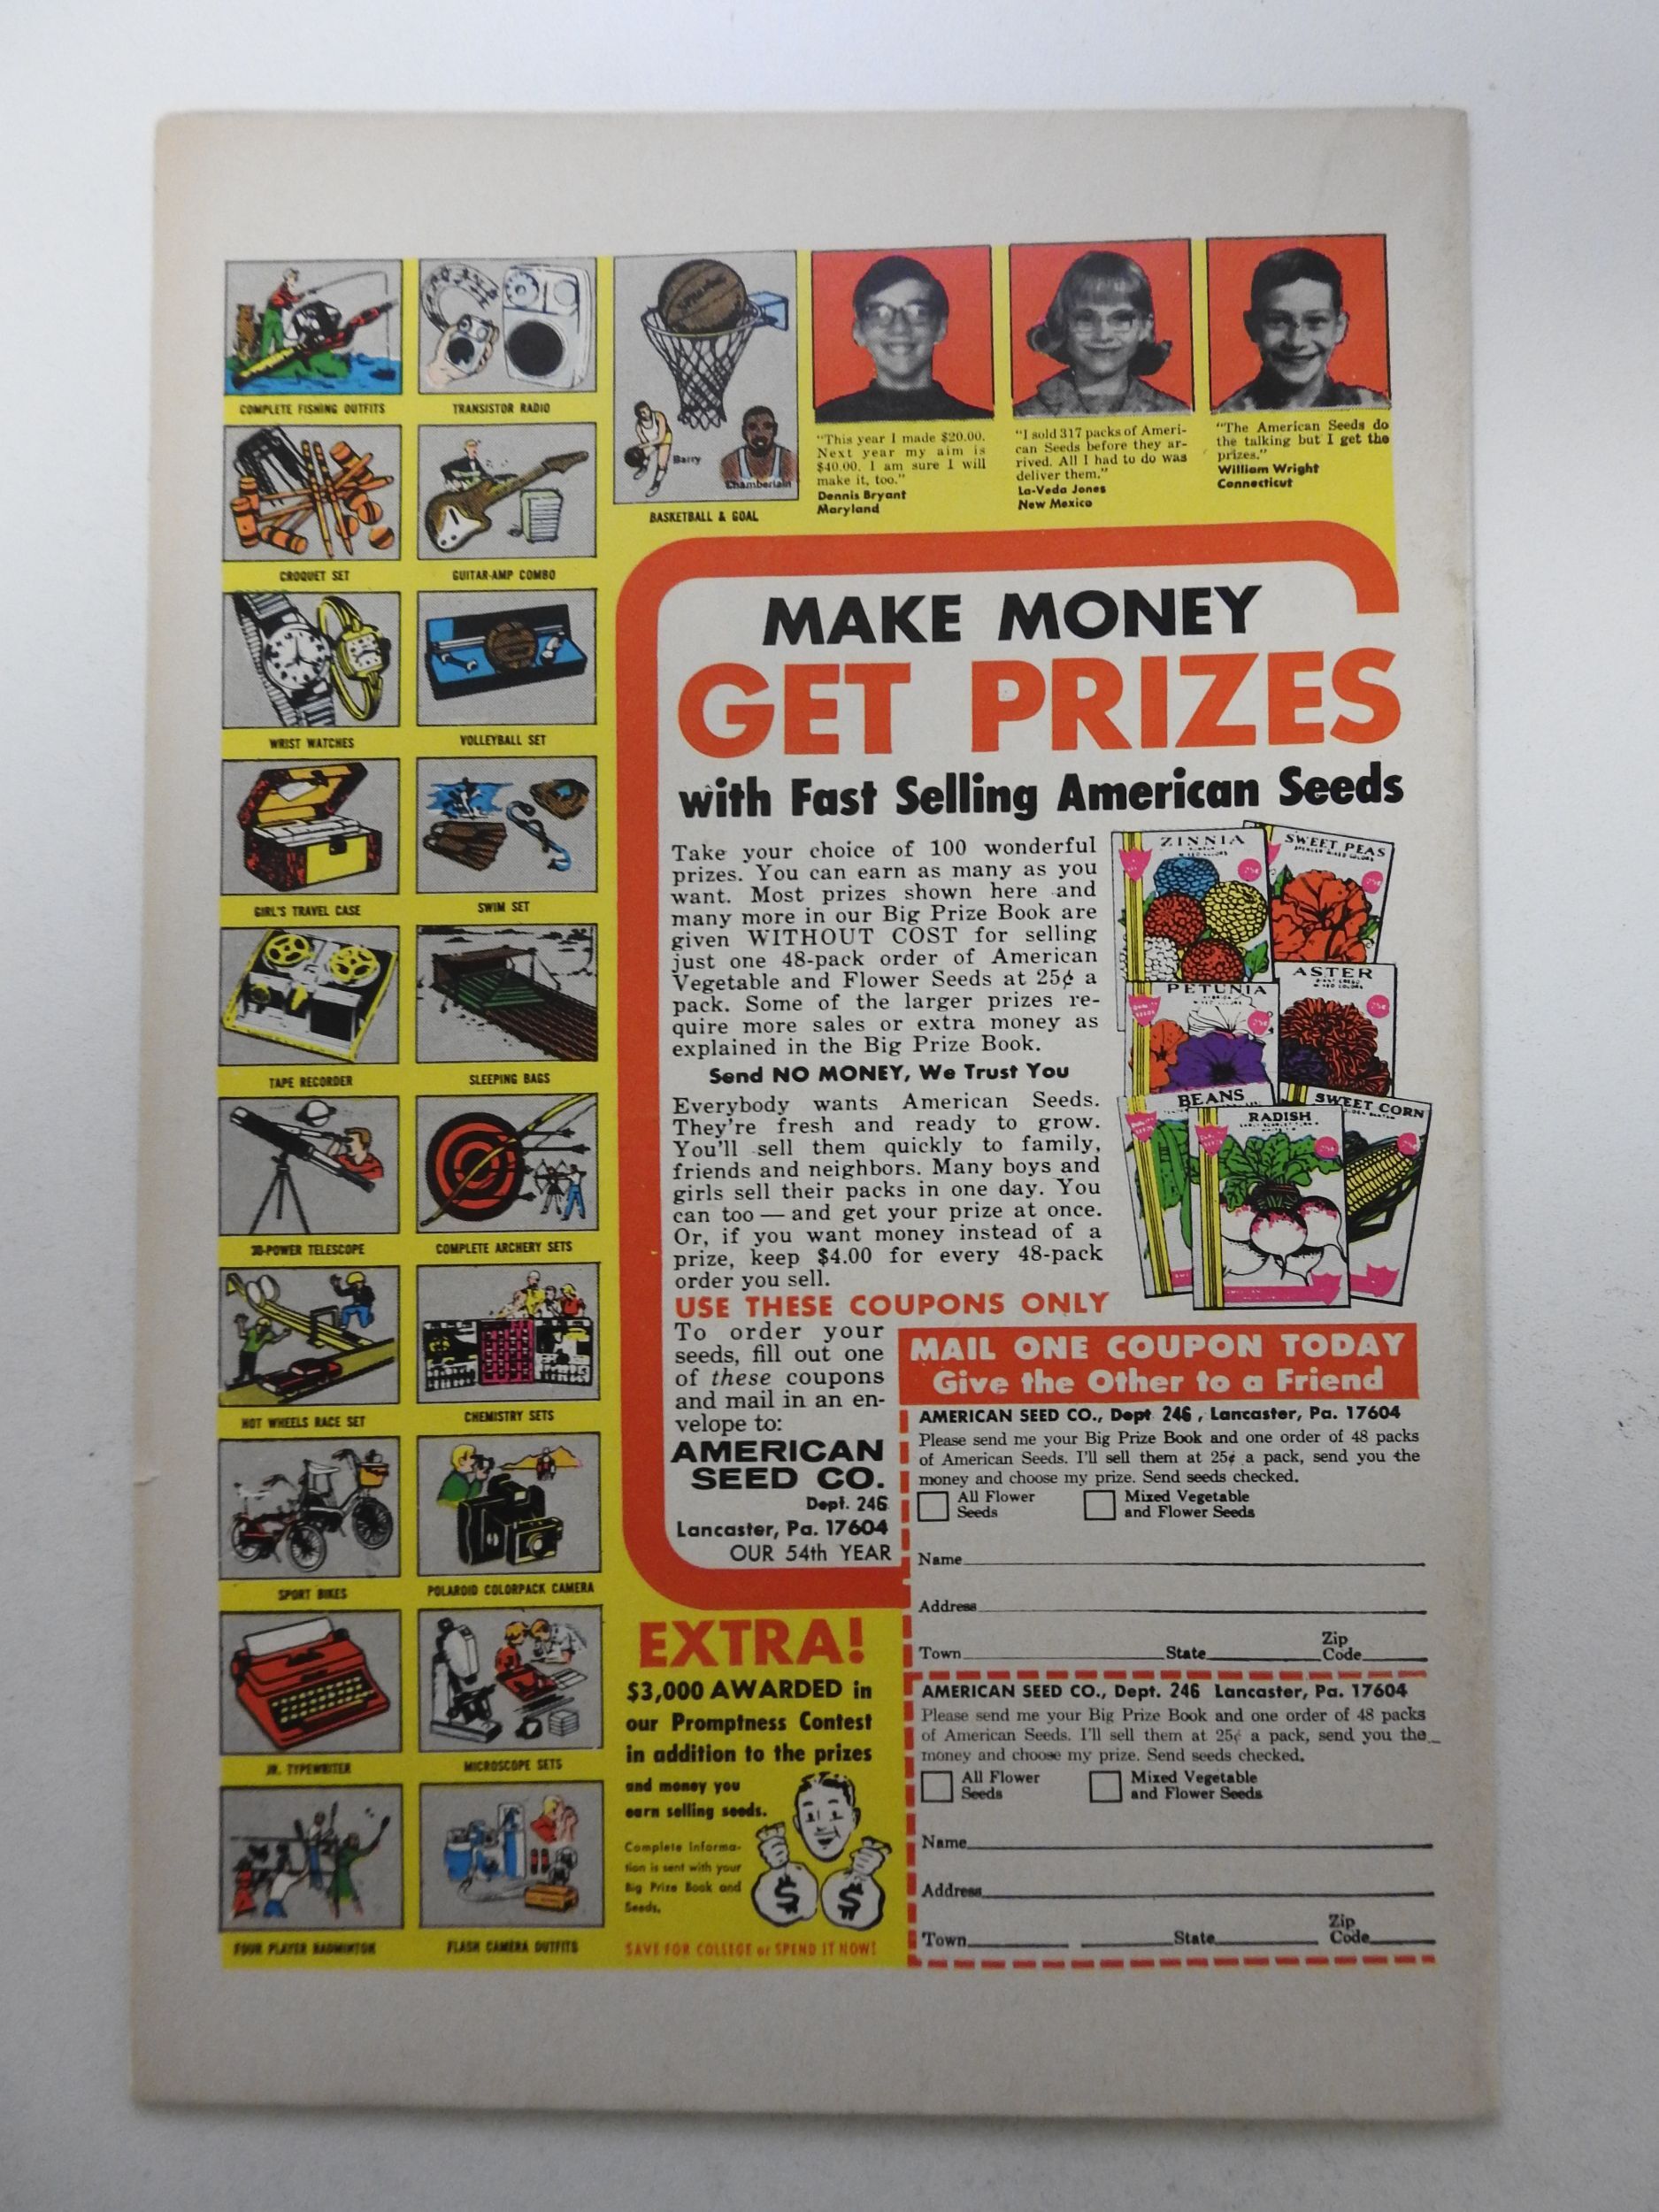 COMPLETE FISHING OUTFITS
TRANSISTOR RADIO
CROQUET SET
GUITAR-AMP COMBO
WRIST WATCHES
VOLLEYBALL SET
GIRL'S TRAVEL CASE
SWIM SET
TAPE RECORDER
SLEEPING BAGS
30-POWER TELESCOPE
COMPLETE ARCHERY SETS
HOT WHEELS RACE SET
CHEMISTRY SETS
SPORT BIKES
POLAROID COLORPACK CAMERA
JR. TYPEWRITER
MICROSCOPE SETS
FOUR PLAYER BADMINTON
FLASH CAMERA OUTFITS
Barry
Chamberlain
BASKETBALL & GOAL
"This year I made $20.00.
Next year my aim is
$40.00. I am sure I will
make it, too."
Dennis Bryant
Maryland
"I sold 317 packs of Ameri-
can Seeds before they ar-
rived. All I had to do was
deliver them."
La-Veda Jones
New Mexico
"The American Seeds do
the talking but I get the
prizes."
William Wright
Connecticut
MAKE MONEY
GET PRIZES
with Fast Selling American Seeds
Take your choice of 100 wonderful
prizes. You can earn as many as you
want. Most prizes shown here and
many more in our Big Prize Book are
given WITHOUT COST for selling
just one 48-pack order of American
Vegetable and Flower Seeds at 25¢ a
pack. Some of the larger prizes re-
quire more sales or extra money as
explained in the Big Prize Book.
Send NO MONEY, We Trust You
Everybody wants American Seeds.
They're fresh and ready to grow.
You'll sell them quickly to family,
friends and neighbors. Many boys and
girls sell their packs in one day. You
can too — and get your prize at once.
Or, if you want money instead of a
prize, keep $4.00 for every 48-pack
order you sell.
ZINNIA
SWEET PEAS
ASTER
PETUNIA
BEANS
RADISH
SWEET CORN
USE THESE COUPONS ONLY
To order your
seeds, fill out one
of these coupons
and mail in an en-
velope to:
AMERICAN
SEED CO.
Dept. 246
Lancaster, Pa. 17604
OUR 54th YEAR
MAIL ONE COUPON TODAY
Give the Other to a Friend
AMERICAN SEED CO., Dept 246, Lancaster, Pa. 17604
Please send me your Big Prize Book and one order of 48 packs
of American Seeds. I'll sell them at 25¢ a pack, send you the
money and choose my prize. Send seeds checked.
All Flower
Seeds
Mixed Vegetable
and Flower Seeds
Name
Address
Town State Zip
Code
AMERICAN SEED CO., Dept. 246 Lancaster, Pa. 17604
Please send me your Big Prize Book and one order of 48 packs
of American Seeds. I'll sell them at 25¢ a pack, send you the
money and choose my prize. Send seeds checked.
All Flower
Seeds
Mixed Vegetable
and Flower Seeds
Name
Address
Town State Zip
Code
EXTRA!
$3,000 AWARDED in
our Promptness Contest
in addition to the prizes
and money you
earn selling seeds.
Complete Informa-
tion is sent with your
Big Prize Book and
Seeds.
$ $
SAVE FOR COLLEGE or SPEND IT NOW!